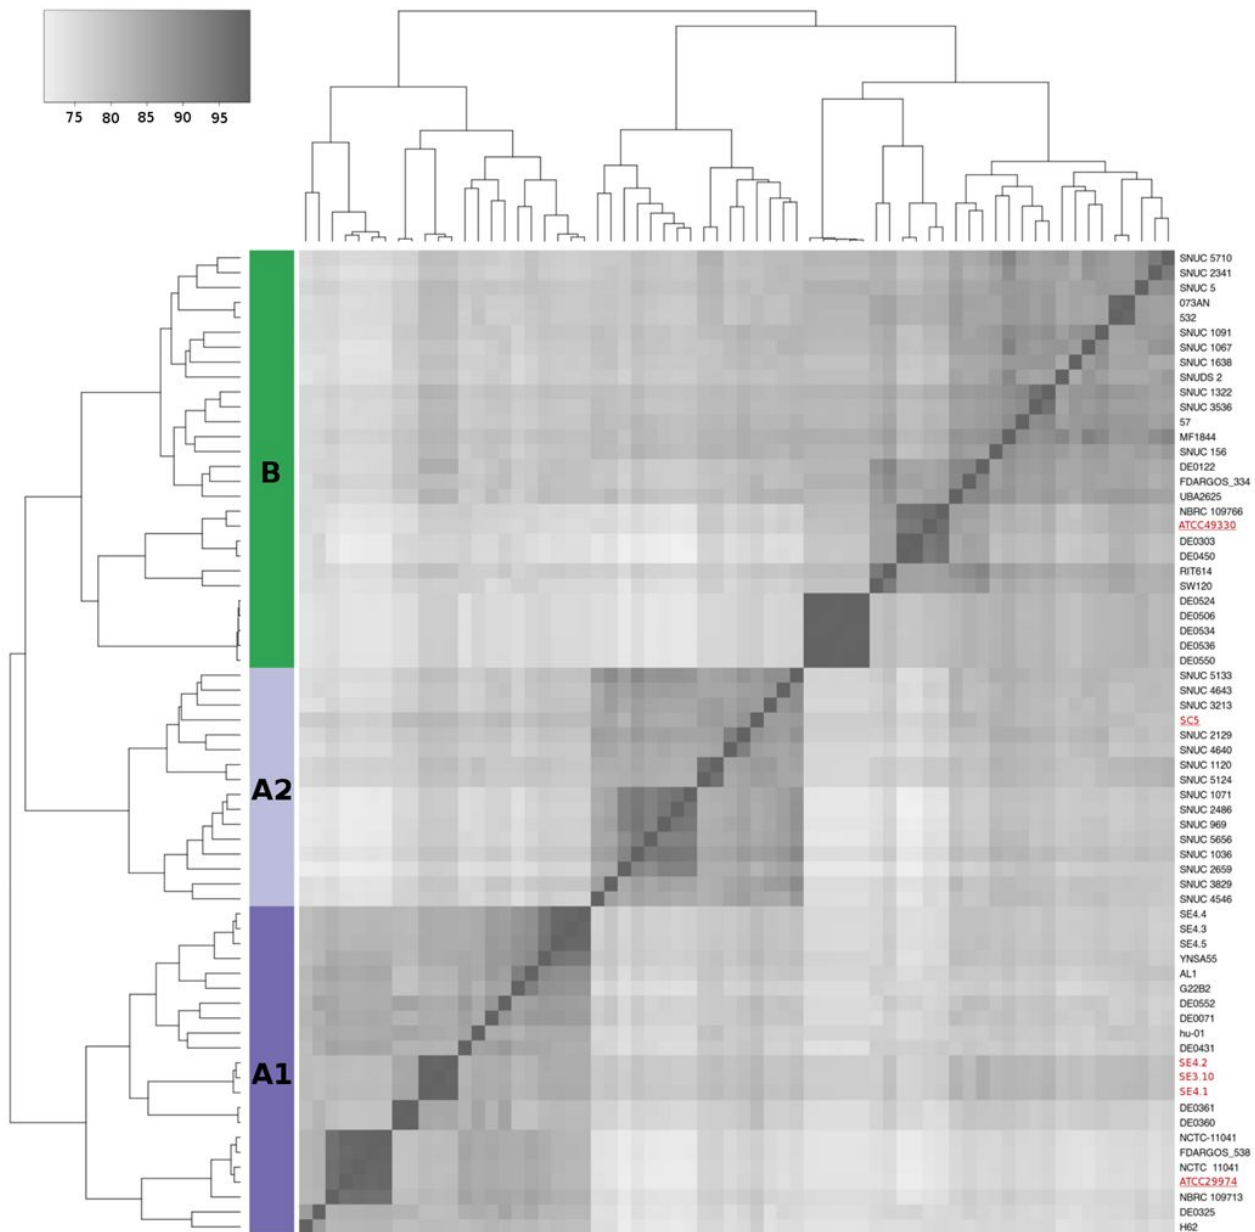 75 80 85 90 95
SNUC 5710
SNUC 2341
SNUC 5
073AN
532
SNUC 1091
SNUC 1067
SNUC 1638
SNUDS 2
SNUC 1322
SNUC 3536
57
MF1844
SNUC 156
B
DE0122
FDARGOS_334
UBA2625
NBRC 109766
ATCC49330
DE0303
DE0450
RIT614
SW120
DE0524
DE0506
DE0534
DE0536
DE0550
SNUC 5133
SNUC 4643
SNUC 3213
SC5
SNUC 2129
SNUC 4640
SNUC 1120
SNUC 5124
A2
SNUC 1071
SNUC 2486
SNUC 969
SNUC 5656
SNUC 1036
SNUC 2659
SNUC 3829
SNUC 4546
SE4.4
SE4.3
SE4.5
YNSA55
AL1
G22B2
DE0552
DE0071
hu-01
DE0431
SE4.2
A1
SE3.10
SE4.1
DE0361
DE0360
NCTC-11041
FDARGOS_538
NCTC 11041
ATCC29974
NBRC 109713
DE0325
H62